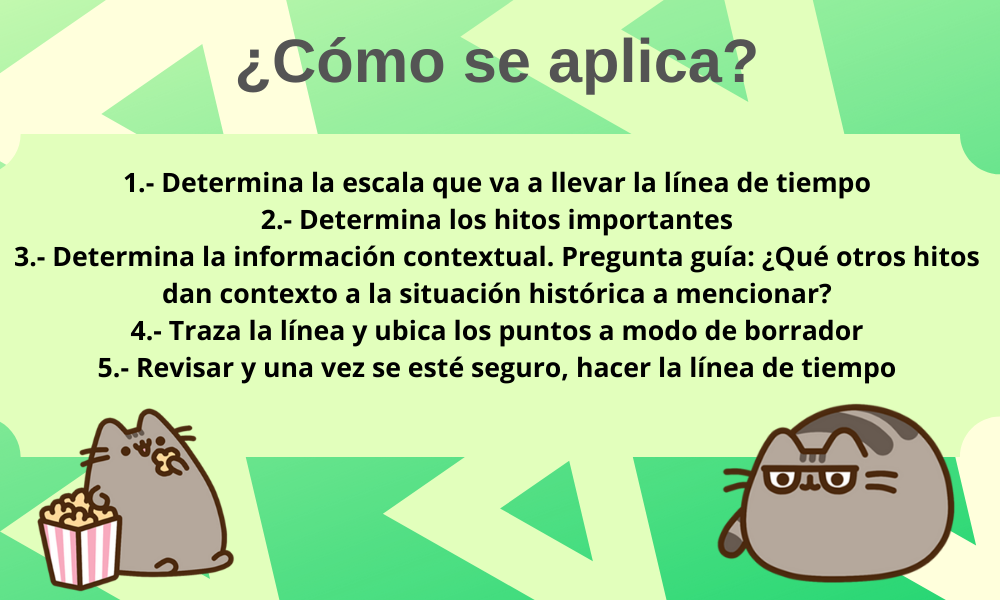 ¿Cómo se aplica?
1.- Determina la escala que va a llevar la línea de tiempo
2.- Determina los hitos importantes
3.- Determina la información contextual. Pregunta guía: ¿Qué otros hitos
dan contexto a la situación histórica a mencionar?
4.- Traza la línea y ubica los puntos a modo de borrador
5.- Revisar y una vez se esté seguro, hacer la línea de tiempo